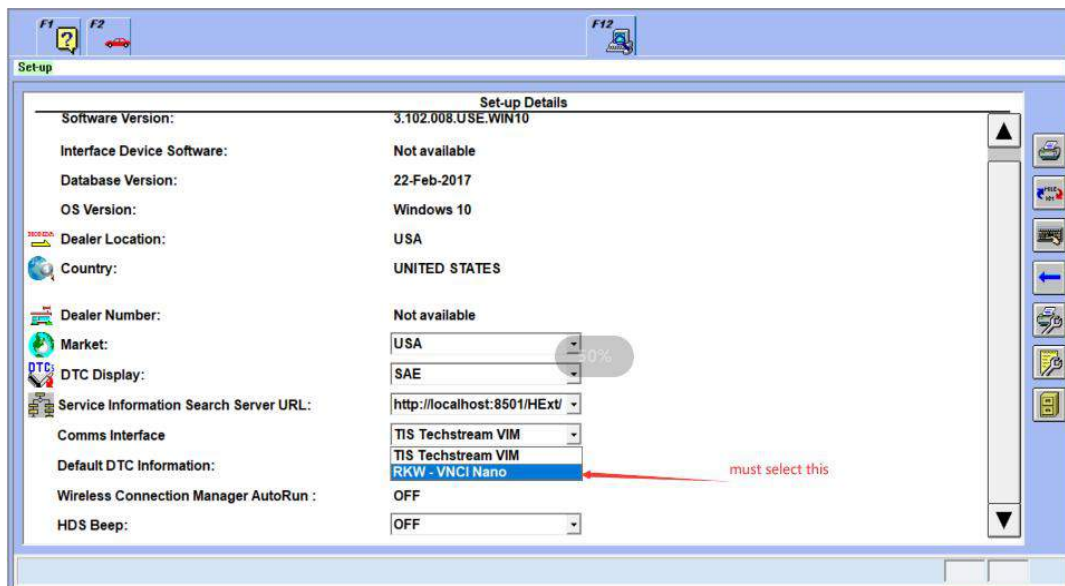 F1 F2 F12
Set-up
Set-up Details
Software Version: 3.102.008.USE.WIN10
Interface Device Software: Not available
Database Version: 22-Feb-2017
OS Version: Windows 10
Dealer Location: USA
Country: UNITED STATES
Dealer Number: Not available
Market: USA
50%
DTC Display: SAE
Service Information Search Server URL: http://localhost:8501/HExt/
Comms Interface TIS Techstream VIM
TIS Techstream VIM
Default DTC Information: RKW - VNCI Nano must select this
Wireless Connection Manager AutoRun : OFF
HDS Beep: OFF